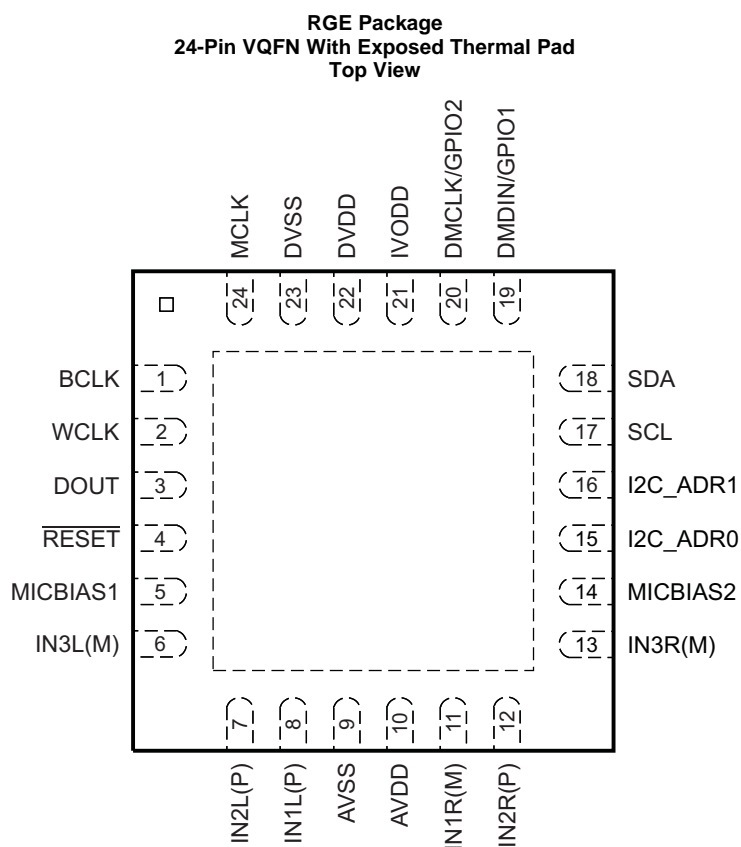 RGE Package
24-Pin VQFN With Exposed Thermal Pad
Top View
MCLK
DVSS
DVDD
IVODD
DMCLK/GPIO2
DMDIN/GPIO1
24
23
22
21
20
19
BCLK 1
WCLK 2
DOUT 3
RESET 4
MICBIAS1 5
IN3L(M) 6
18 SDA
17 SCL
16 I2C_ADR1
15 I2C_ADR0
14 MICBIAS2
13 IN3R(M)
7
8
9
10
11
12
IN2L(P)
IN1L(P)
AVSS
AVDD
IN1R(M)
IN2R(P)